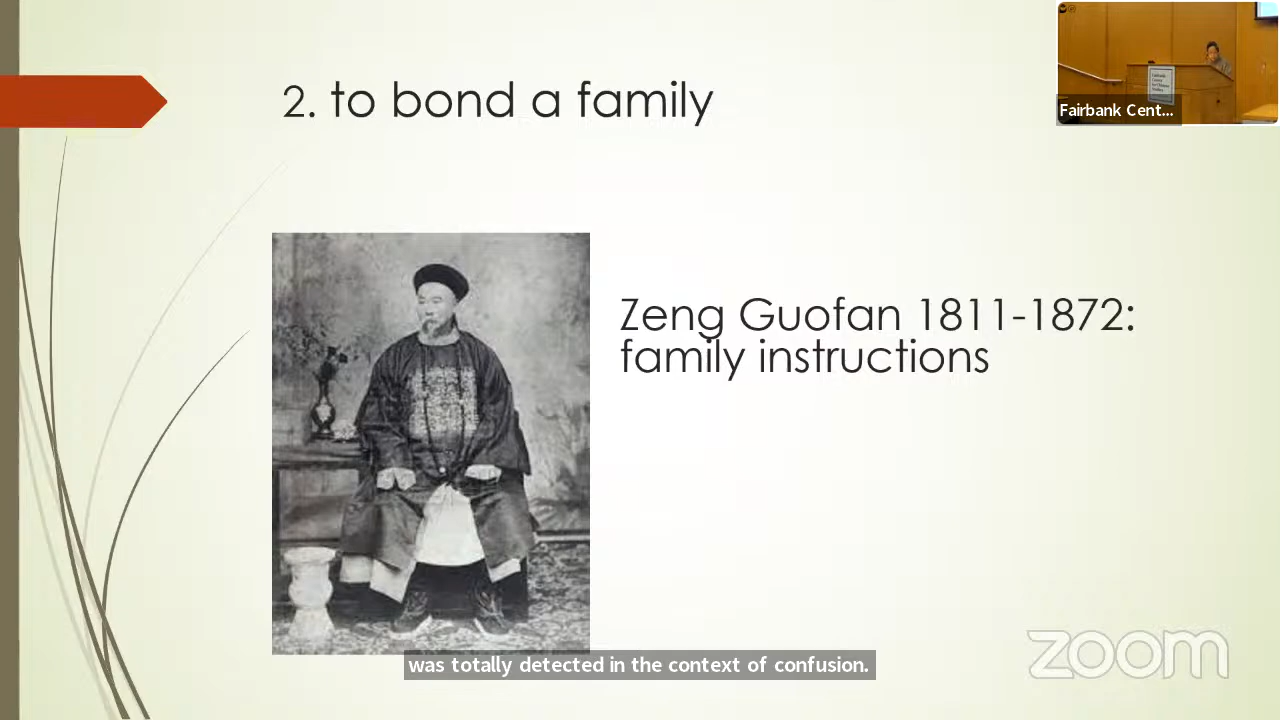 2. to bond a family
Fairbank Cent...
Zeng Guofan 1811-1872:
family instructions
was totally detected in the context of confusion.
zoom